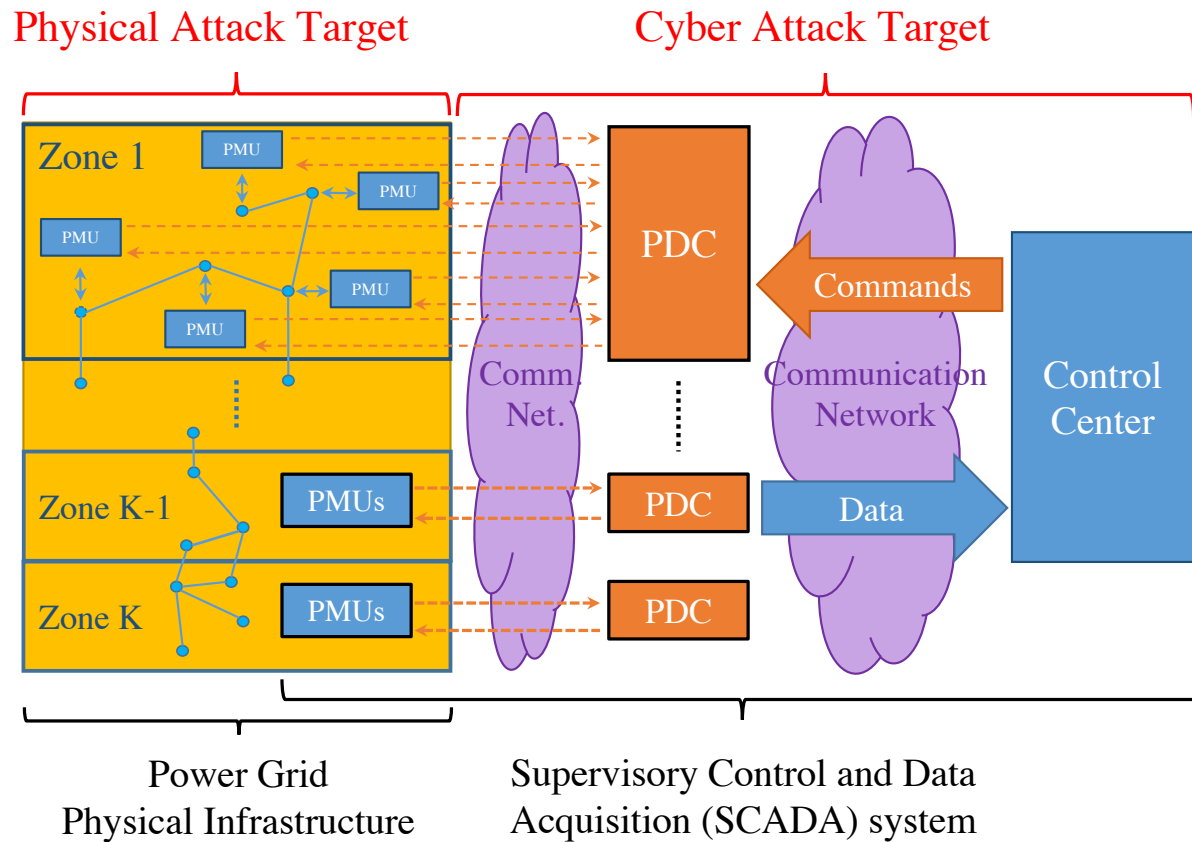 Physical Attack Target
Cyber Attack Target
Zone 1
PMU
PMU
PMU
PMU
PMU
PDC
Commands
Comm.
Net.
Communication
Network
Control
Center
Zone K-1
PMUs
PDC
Data
Zone K
PMUs
PDC
Power Grid
Physical Infrastructure
Supervisory Control and Data
Acquisition (SCADA) system